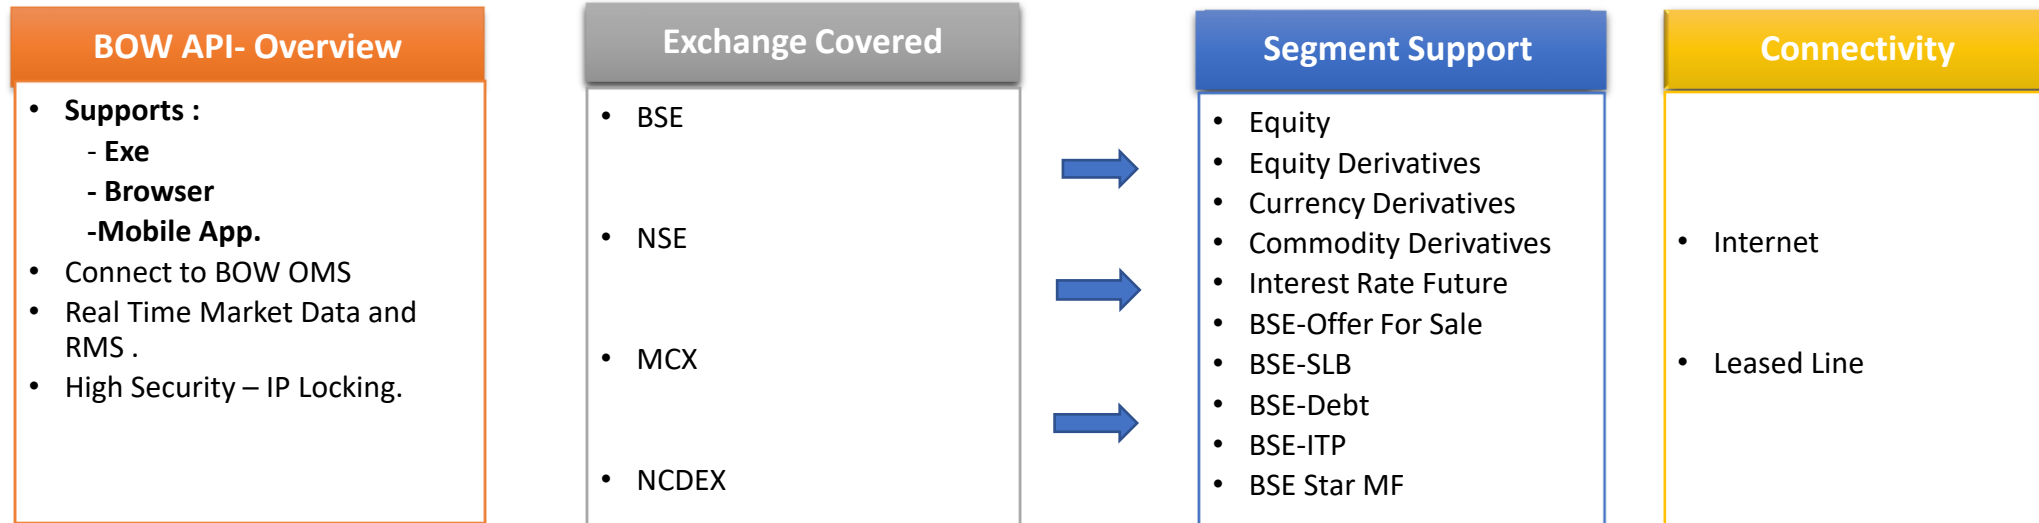 BOW API- Overview
• Supports :
- Exe
- Browser
-Mobile App.
• Connect to BOW OMS
• Real Time Market Data and
RMS .
• High Security – IP Locking.
Exchange Covered
• BSE
• NSE
• MCX
• NCDEX
Segment Support
• Equity
• Equity Derivatives
• Currency Derivatives
• Commodity Derivatives
• Interest Rate Future
• BSE-Offer For Sale
• BSE-SLB
• BSE-Debt
• BSE-ITP
• BSE Star MF
Connectivity
• Internet
• Leased Line